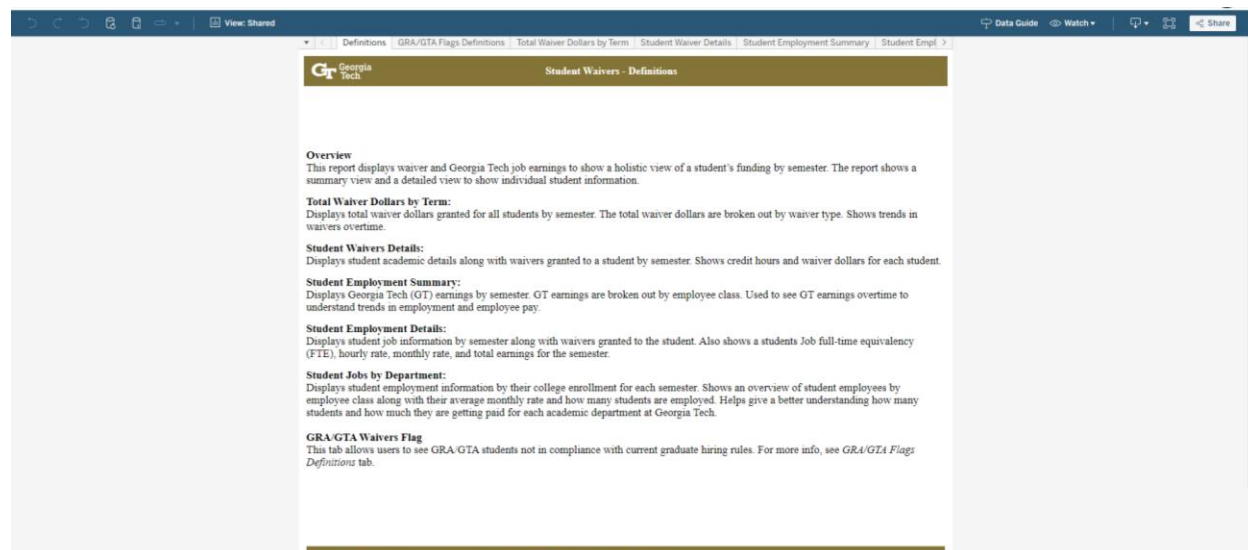 View: Shared
Data Guide
Watch
Share
Definitions
GRA/GTA Flags Definitions
Total Waiver Dollars by Term
Student Waiver Details
Student Employment Summary
Student Empl
GT Georgia
Tech
Student Waivers - Definitions
Overview
This report displays waiver and Georgia Tech job earnings to show a holistic view of a student's funding by semester. The report shows a
summary view and a detailed view to show individual student information.
Total Waiver Dollars by Term:
Displays total waiver dollars granted for all students by semester. The total waiver dollars are broken out by waiver type. Shows trends in
waivers overtime.
Student Waivers Details:
Displays student academic details along with waivers granted to a student by semester. Shows credit hours and waiver dollars for each student.
Student Employment Summary:
Displays Georgia Tech (GT) earnings by semester. GT earnings are broken out by employee class. Used to see GT earnings overtime to
understand trends in employment and employee pay.
Student Employment Details:
Displays student job information by semester along with waivers granted to the student. Also shows a students Job full-time equivalency
(FTE), hourly rate, monthly rate, and total earnings for the semester.
Student Jobs by Department:
Displays student employment information by their college enrollment for each semester. Shows an overview of student employees by
employee class along with their average monthly rate and how many students are employed. Helps give a better understanding how many
students and how much they are getting paid for each academic department at Georgia Tech.
GRA/GTA Waivers Flag
This tab allows users to see GRA/GTA students not in compliance with current graduate hiring rules. For more info, see GRA/GTA Flags
Definitions tab.